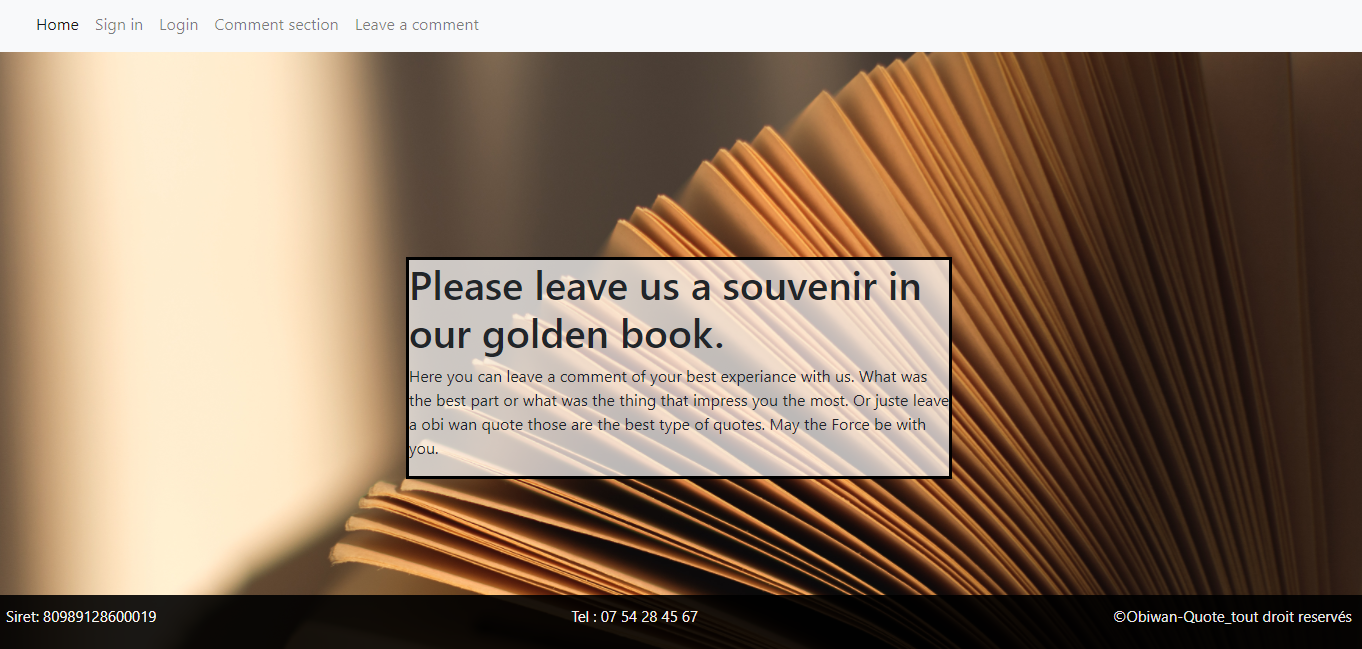 Home Sign in Login Comment section Leave a comment
Please leave us a souvenir in
our golden book.
Here you can leave a comment of your best experiance with us. What was
the best part or what was the thing that impress you the most. Or juste leave
a obi wan quote those are the best type of quotes. May the Force be with
you.
Siret: 80989128600019 Tel : 07 54 28 45 67 ©Obiwan-Quote_tout droit reservés